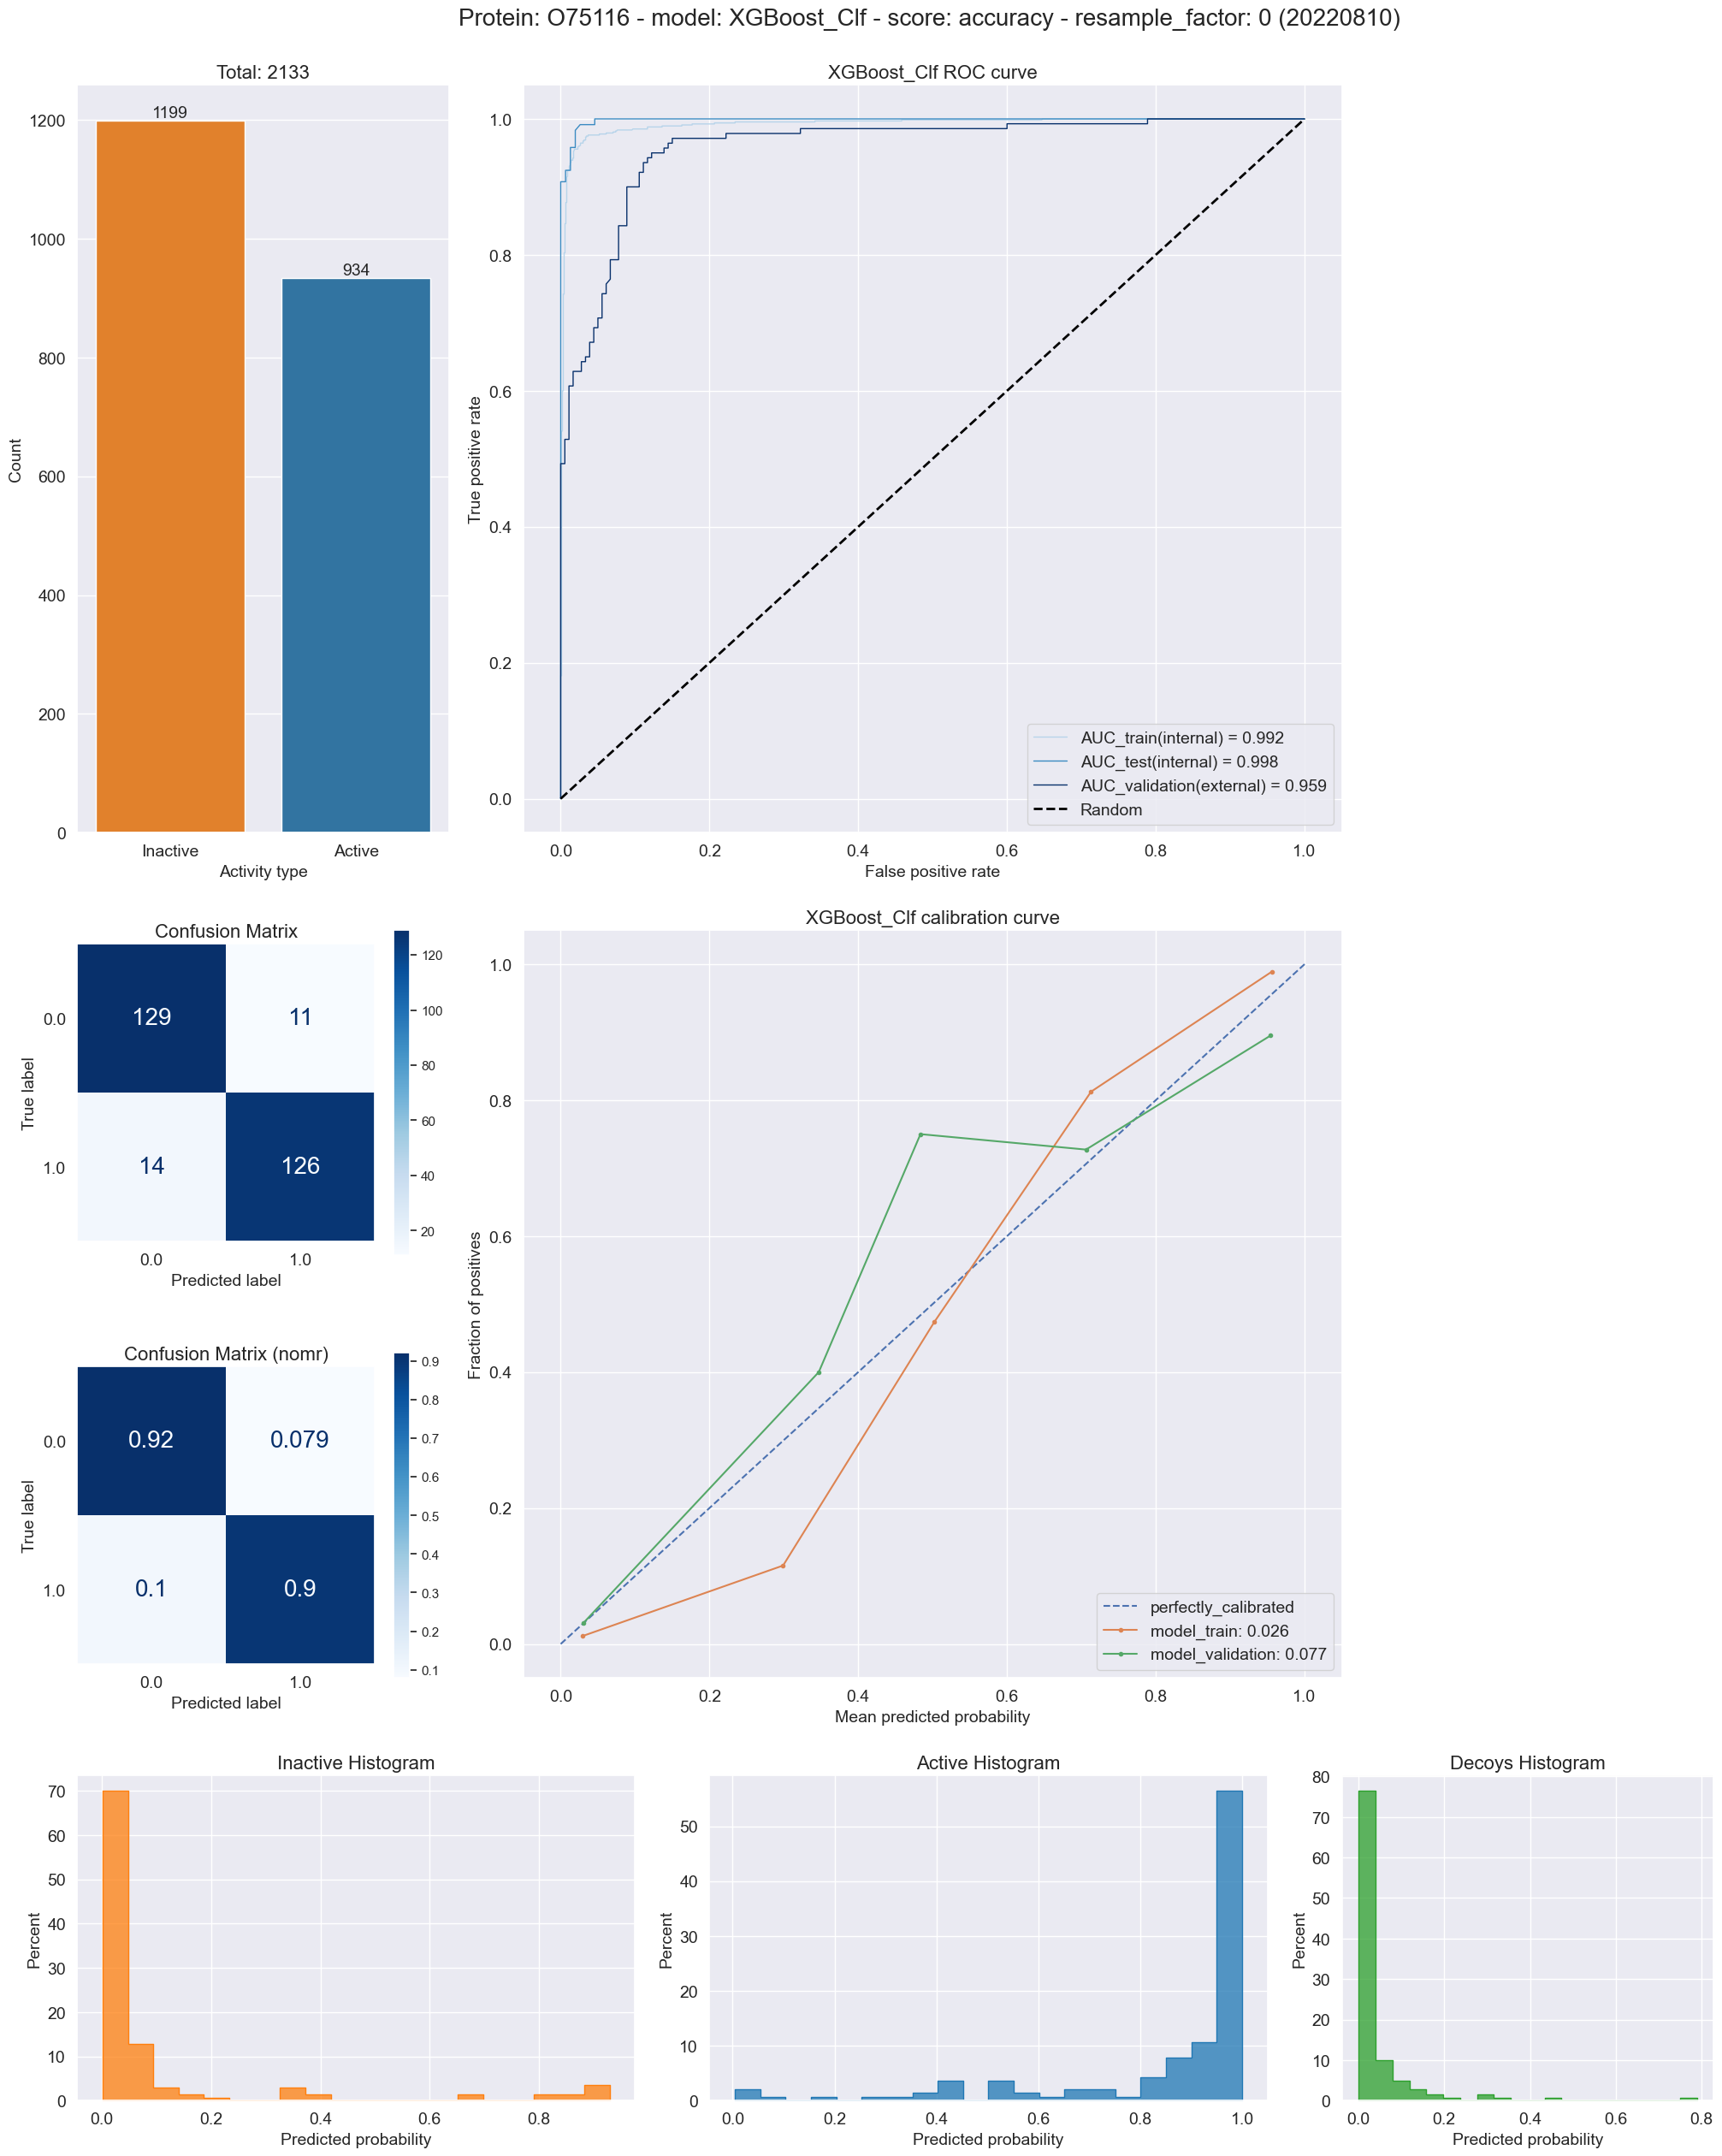 Protein: O75116 - model: XGBoost_Clf - score: accuracy - resample_factor: 0 (20220810)
Total: 2133
1199
934
1200
1000
800
600
400
200
0
Count
Inactive
Active
Activity type
XGBoost_Clf ROC curve
1.0
0.8
0.6
0.4
0.2
0.0
True positive rate
AUC_train(internal) = 0.992
AUC_test(internal) = 0.998
AUC_validation(external) = 0.959
Random
0.0 0.2 0.4 0.6 0.8 1.0
False positive rate
Confusion Matrix
129 11
14 126
0.0
1.0
True label
0.0 1.0
Predicted label
120
100
80
60
40
20
Confusion Matrix (nomr)
0.92 0.079
0.1 0.9
0.0
1.0
True label
0.0 1.0
Predicted label
0.9
0.8
0.7
0.6
0.5
0.4
0.3
0.2
0.1
XGBoost_Clf calibration curve
1.0
0.8
0.6
0.4
0.2
0.0
Fraction of positives
perfectly_calibrated
model_train: 0.026
model_validation: 0.077
0.0 0.2 0.4 0.6 0.8 1.0
Mean predicted probability
Inactive Histogram
70
60
50
40
30
20
10
0
Percent
0.0 0.2 0.4 0.6 0.8
Predicted probability
Active Histogram
50
40
30
20
10
0
Percent
0.0 0.2 0.4 0.6 0.8 1.0
Predicted probability
Decoys Histogram
80
70
60
50
40
30
20
10
0
Percent
0.0 0.2 0.4 0.6 0.8
Predicted probability